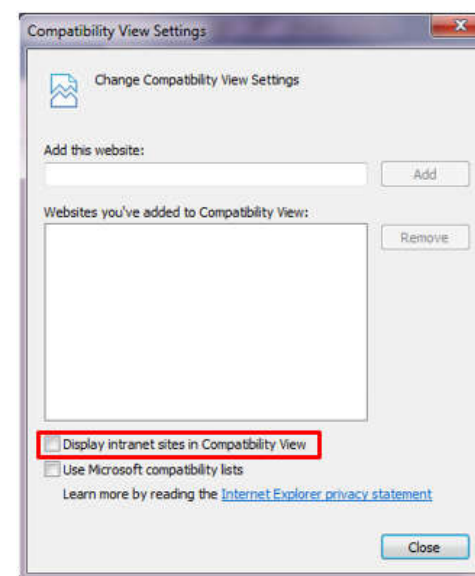 Compatibility View Settings
x
Change Compatibility View Settings
Add this website:
Add
Websites you've added to Compatibility View:
Remove
Display intranet sites in Compatibility View
Use Microsoft compatibility lists
Learn more by reading the Internet Explorer privacy statement
Close